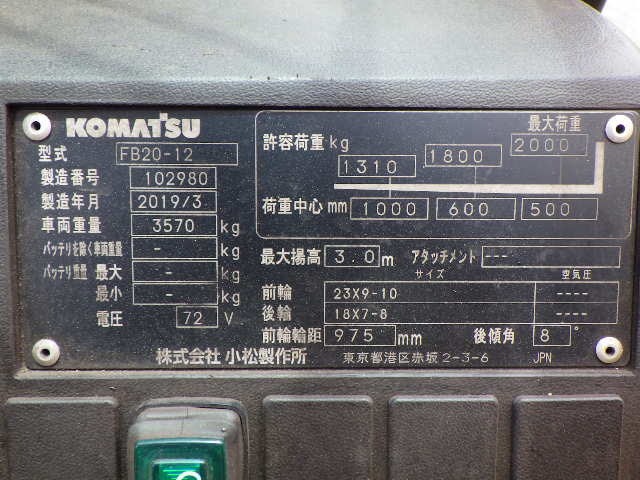 KOMATSU
型式 FB20-12
製造番号 102980
製造年月 2019/3
車両重量 3570 kg
バッテリを除く車両重量 - kg
バッテリ重量 最大 - kg
最小 - kg
電圧 72 V
最大荷重
許容荷重 kg 1310 1800 2000
荷重中心 mm 1000 600 500
最大揚高 3.0 m アタッチメント ---
サイズ 空気圧
前輪 23X9-10 ----
後輪 18X7-8 ----
前輪輪距 975 mm 後傾角 8°
株式会社 小松製作所 東京都港区赤坂2-3-6 JPN